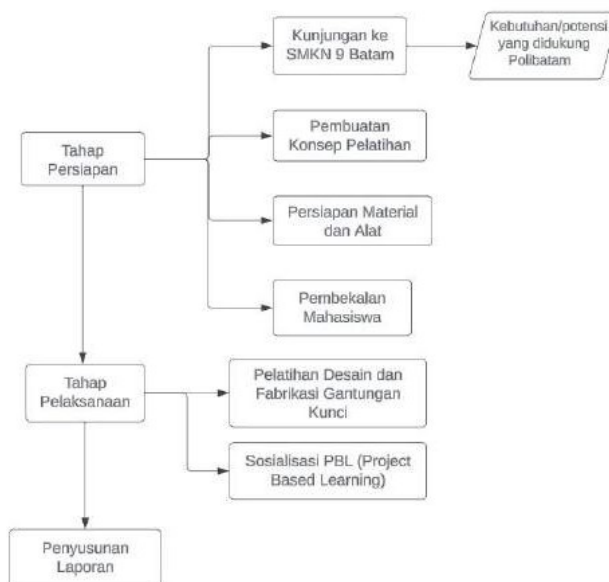 Kunjungan ke
SMKN 9 Batam
Kebutuhan/potensi
yang didukung
Polibatam
Pembuatan
Konsep Pelatihan
Tahap
Persiapan
Persiapan Material
dan Alat
Pembekalan
Mahasiswa
Tahap
Pelaksanaan
Pelatihan Desain dan
Fabrikasi Gantungan
Kunci
Sosialisasi PBL (Project
Based Learning)
Penyusunan
Laporan